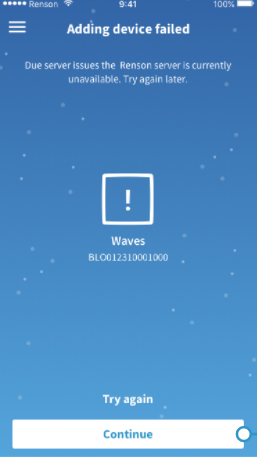 Renson 9:41 100%
Adding device failed
Due server issues the Renson server is currently
unavailable. Try again later.
!
Waves
BLO012310001000
Try again
Continue